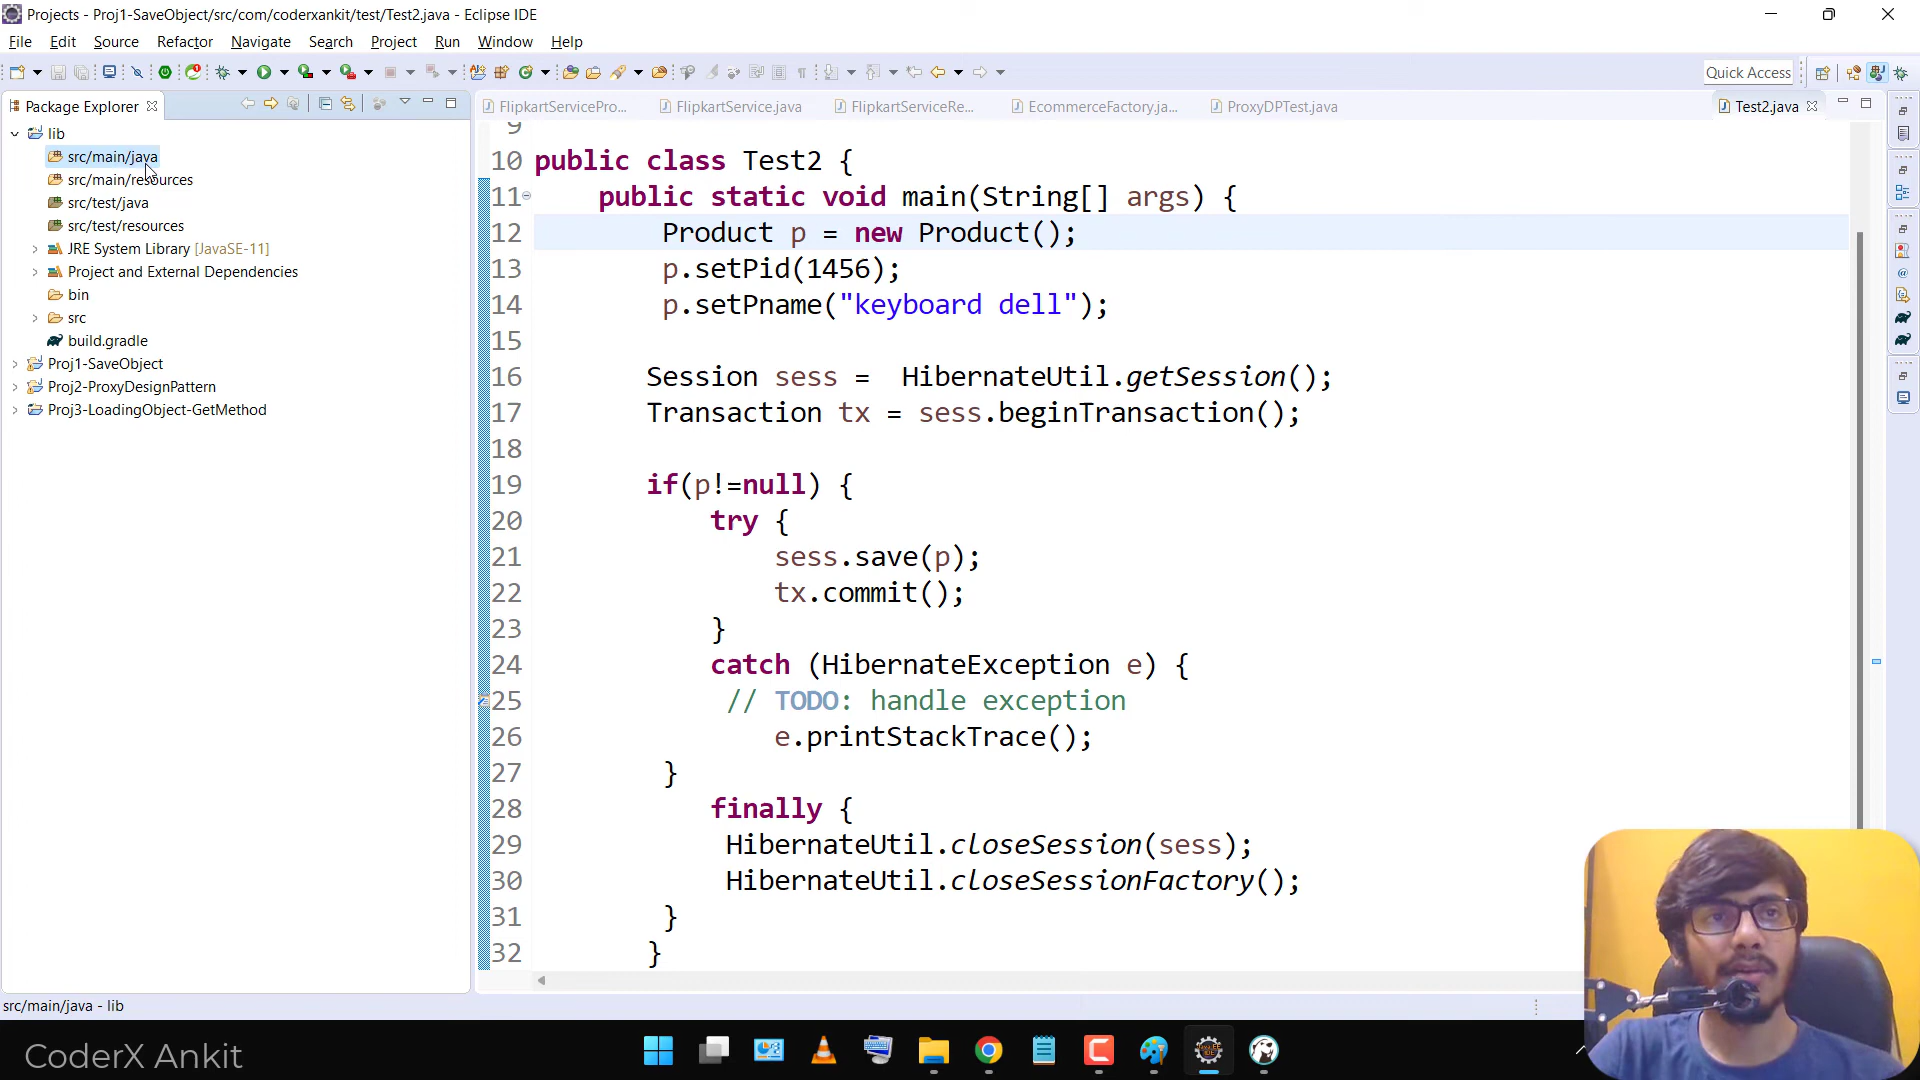 Projects - Proj1-SaveObject/src/com/coderxankit/test/Test2.java - Eclipse IDE
File Edit Source Refactor Navigate Search Project Run Window Help
Quick Access
Package Explorer
FlipkartServicePro...
FlipkartService.java
FlipkartServiceRe...
EcommerceFactory.ja...
ProxyDPTest.java
Test2.java
lib
src/main/java
src/main/resources
src/test/java
src/test/resources
JRE System Library [JavaSE-11]
Project and External Dependencies
bin
src
build.gradle
Proj1-SaveObject
Proj2-ProxyDesignPattern
Proj3-LoadingObject-GetMethod
9
10 public class Test2 {
11 public static void main(String[] args) {
12 Product p = new Product();
13 p.setPid(1456);
14 p.setPname("keyboard dell");
15
16 Session sess = HibernateUtil.getSession();
17 Transaction tx = sess.beginTransaction();
18
19 if(p!=null) {
20 try {
21 sess.save(p);
22 tx.commit();
23 }
24 catch (HibernateException e) {
25 // TODO: handle exception
26 e.printStackTrace();
27 }
28 finally {
29 HibernateUtil.closeSession(sess);
30 HibernateUtil.closeSessionFactory();
31 }
32 }
src/main/java - lib
CoderX Ankit